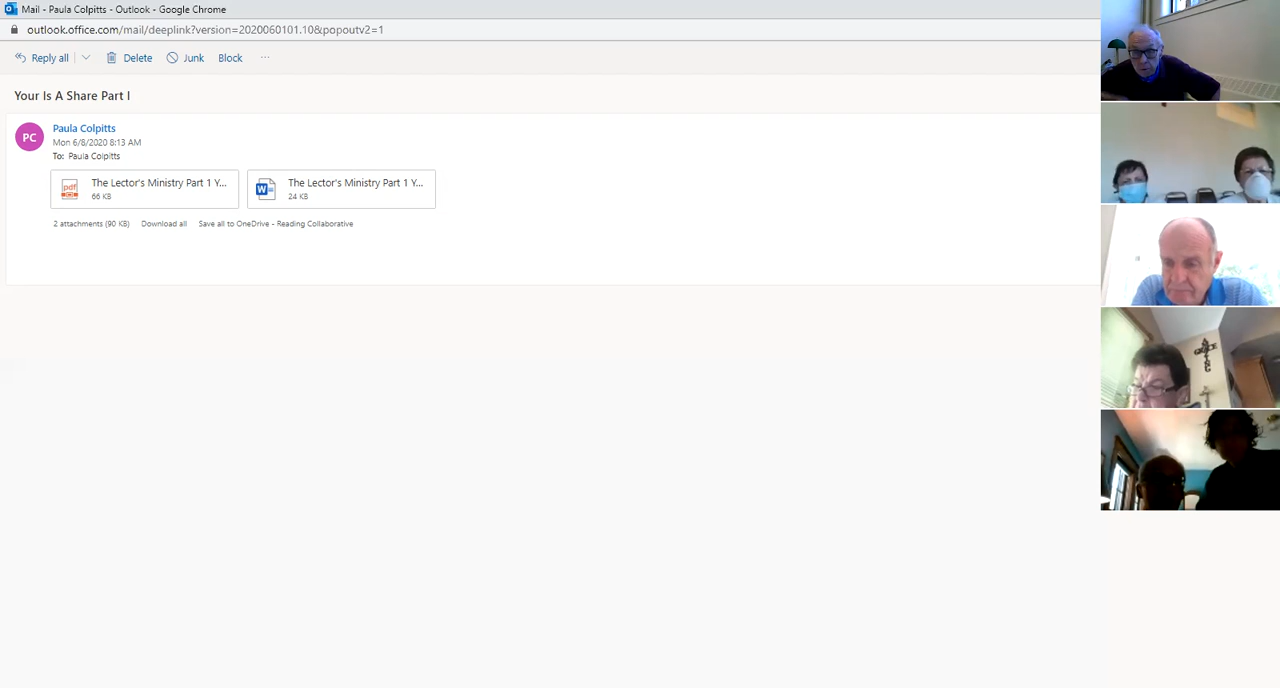 Mail - Paula Colpitts - Outlook - Google Chrome
outlook.office.com/mail/deeplink?version=2020060101.10&popoutv2=1
Reply all Delete Junk Block ...
Your Is A Share Part I
PC
Paula Colpitts
Mon 6/8/2020 8:13 AM
To: Paula Colpitts
pdf The Lector's Ministry Part 1 Y...
66 KB
W The Lector's Ministry Part 1 Y...
24 KB
2 attachments (90 KB) Download all Save all to OneDrive - Reading Collaborative